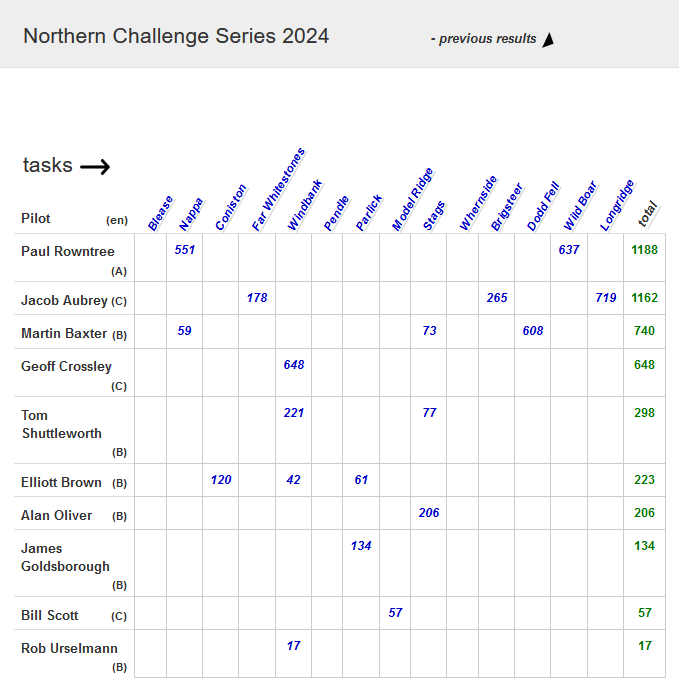 Northern Challenge Series 2024 - previous results
tasks
Pilot (en) Blease Nappa Coniston Far Whitestones Windbank Pendle Parlick Model Ridge Stags Whernside Brigsteer Dodd Fell Wild Boar Longridge total
Paul Rowntree 551 637 1188
(A)
Jacob Aubrey (C) 178 265 719 1162
Martin Baxter (B) 59 73 608 740
Geoff Crossley 648 648
(C)
Tom 221 77 298
Shuttleworth
(B)
Elliott Brown (B) 120 42 61 223
Alan Oliver (B) 206 206
James 134 134
Goldsborough
(B)
Bill Scott (C) 57 57
Rob Urselmann 17 17
(B)